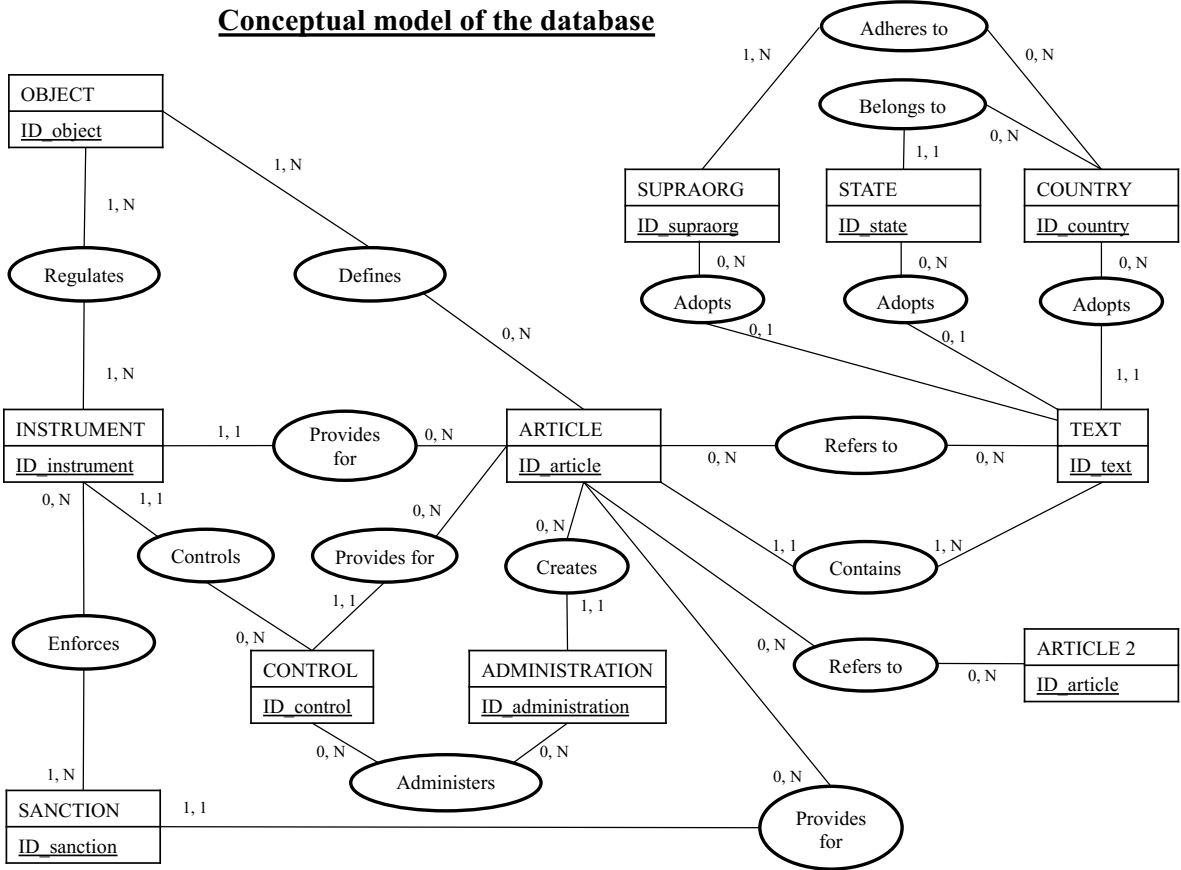 Conceptual model of the database
Adheres to
1, N
0, N
OBJECT
ID_object
Belongs to
0, N
1, 1
1, N
1, N
SUPRAORG
ID_supraorg
STATE
ID_state
COUNTRY
ID_country
Regulates
Defines
0, N
0, N
0, N
Adopts
Adopts
Adopts
0, 1
0, 1
0, N
1, N
1, 1
INSTRUMENT
ID_instrument
1, 1
Provides
for
0, N
ARTICLE
ID_article
0, N
Refers to
0, N
TEXT
ID_text
0, N
1, 1
0, N
0, N
Controls
Provides for
Creates
1, 1
Contains
1, N
1, 1
1, 1
Enforces
0, N
0, N
Refers to
0, N
ARTICLE 2
ID_article
CONTROL
ID_control
ADMINISTRATION
ID_administration
0, N
0, N
Administers
1, N
0, N
SANCTION
ID_sanction
1, 1
Provides
for